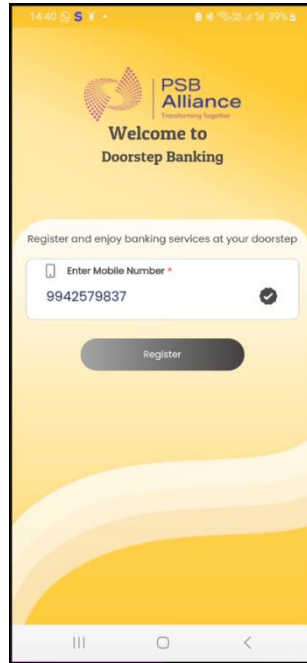 14:40
39%
PSB
Alliance
Transforming Together
Welcome to
Doorstep Banking
Register and enjoy banking services at your doorstep
Enter Mobile Number *
9942579837
Register